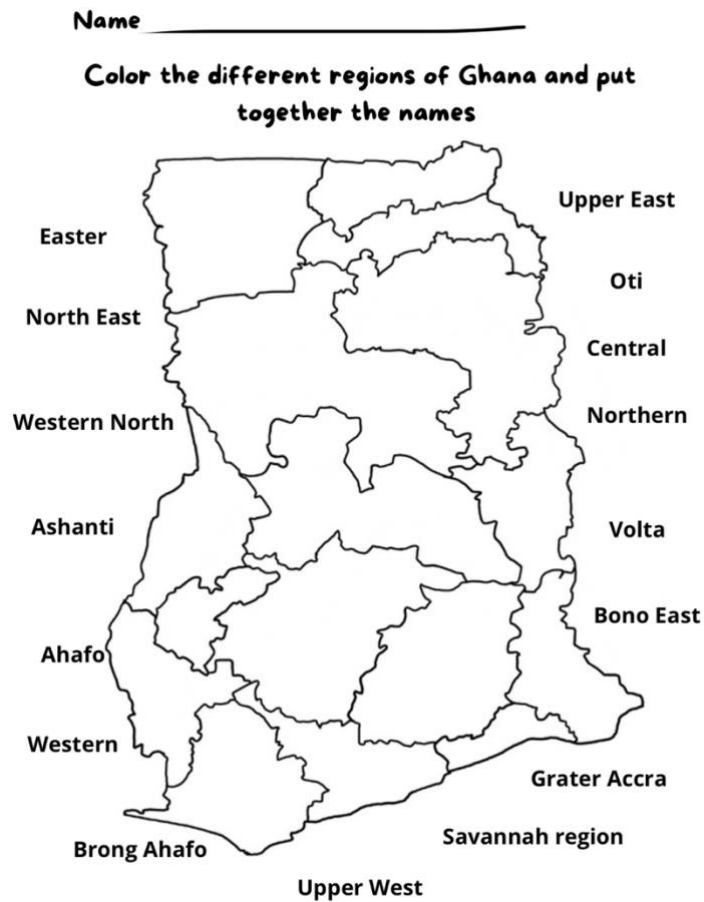 Name
Color the different regions of Ghana and put
together the names
Upper East
Easter
Oti
North East
Central
Northern
Western North
Ashanti
Volta
Bono East
Ahafo
Western
Grater Accra
Savannah region
Brong Ahafo
Upper West